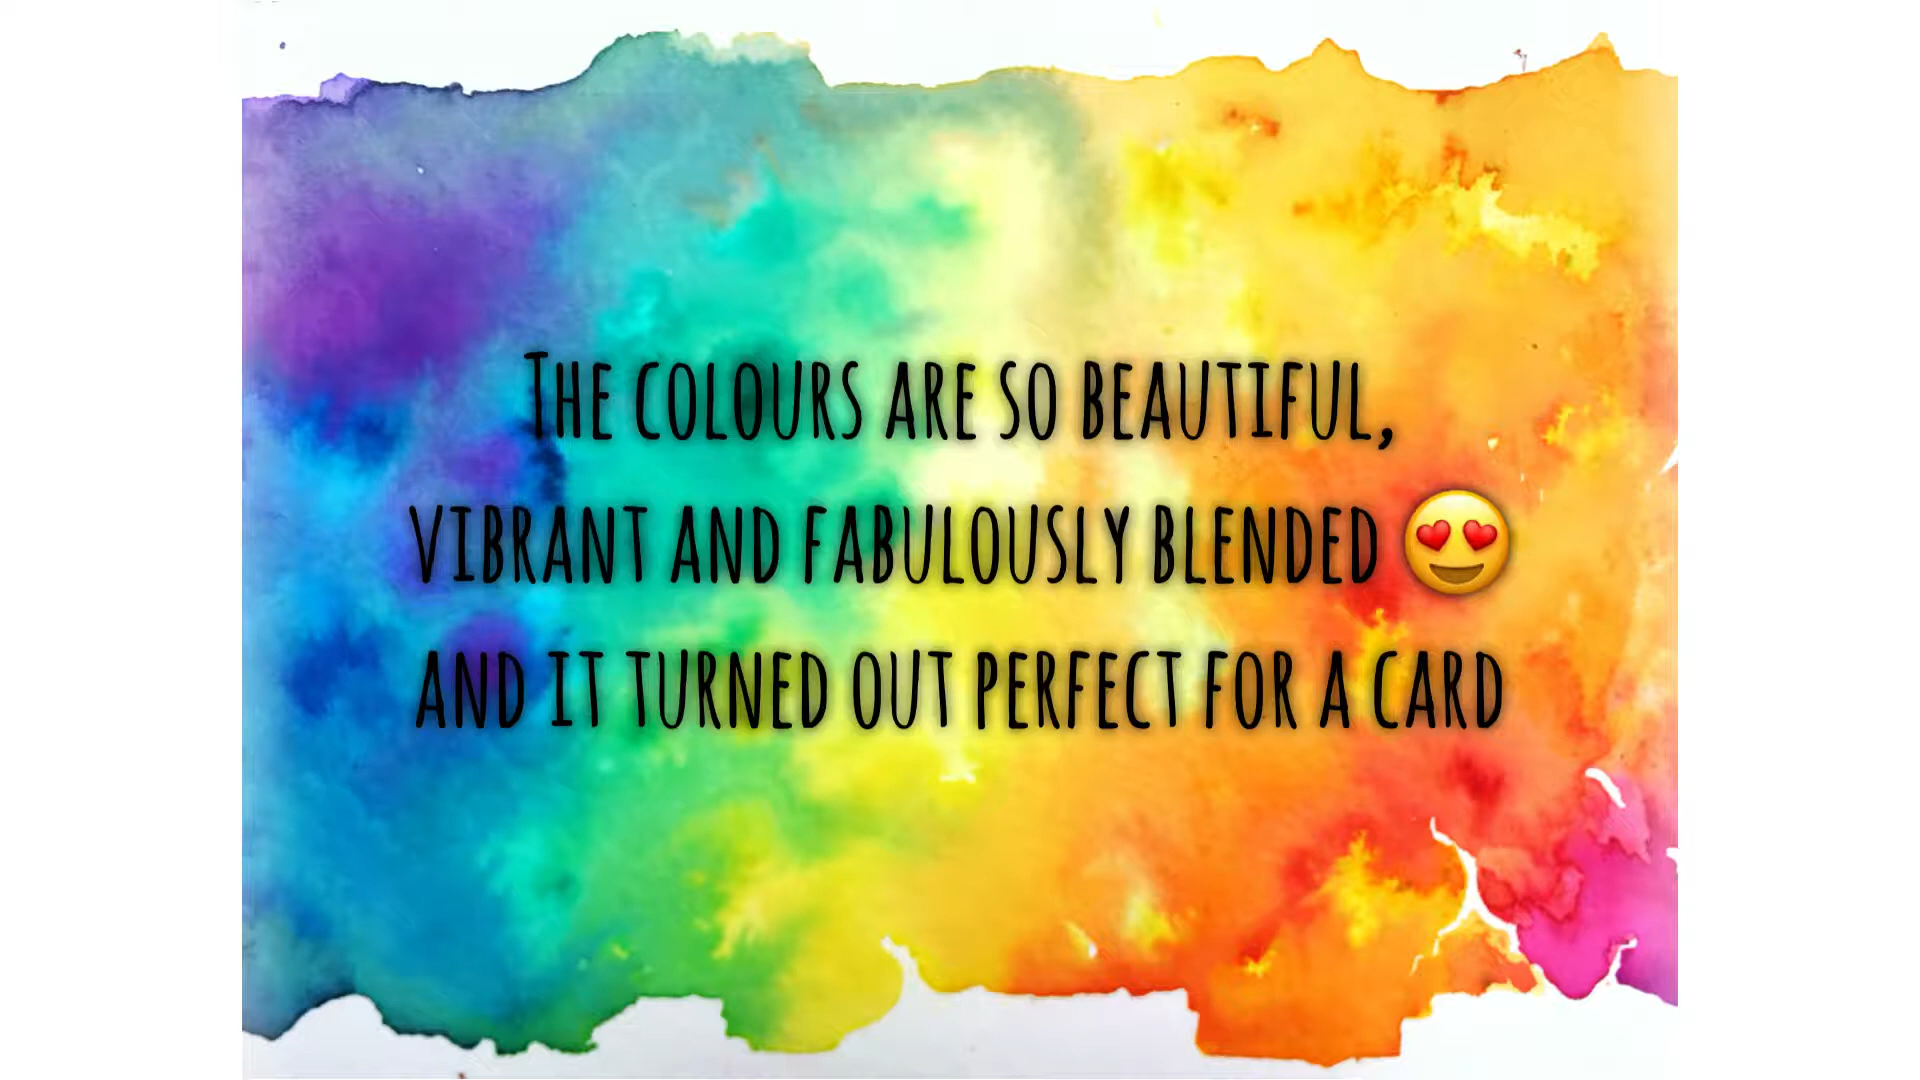 The colours are so beautiful,
vibrant and fabulously blended 😍
and it turned out perfect for a card